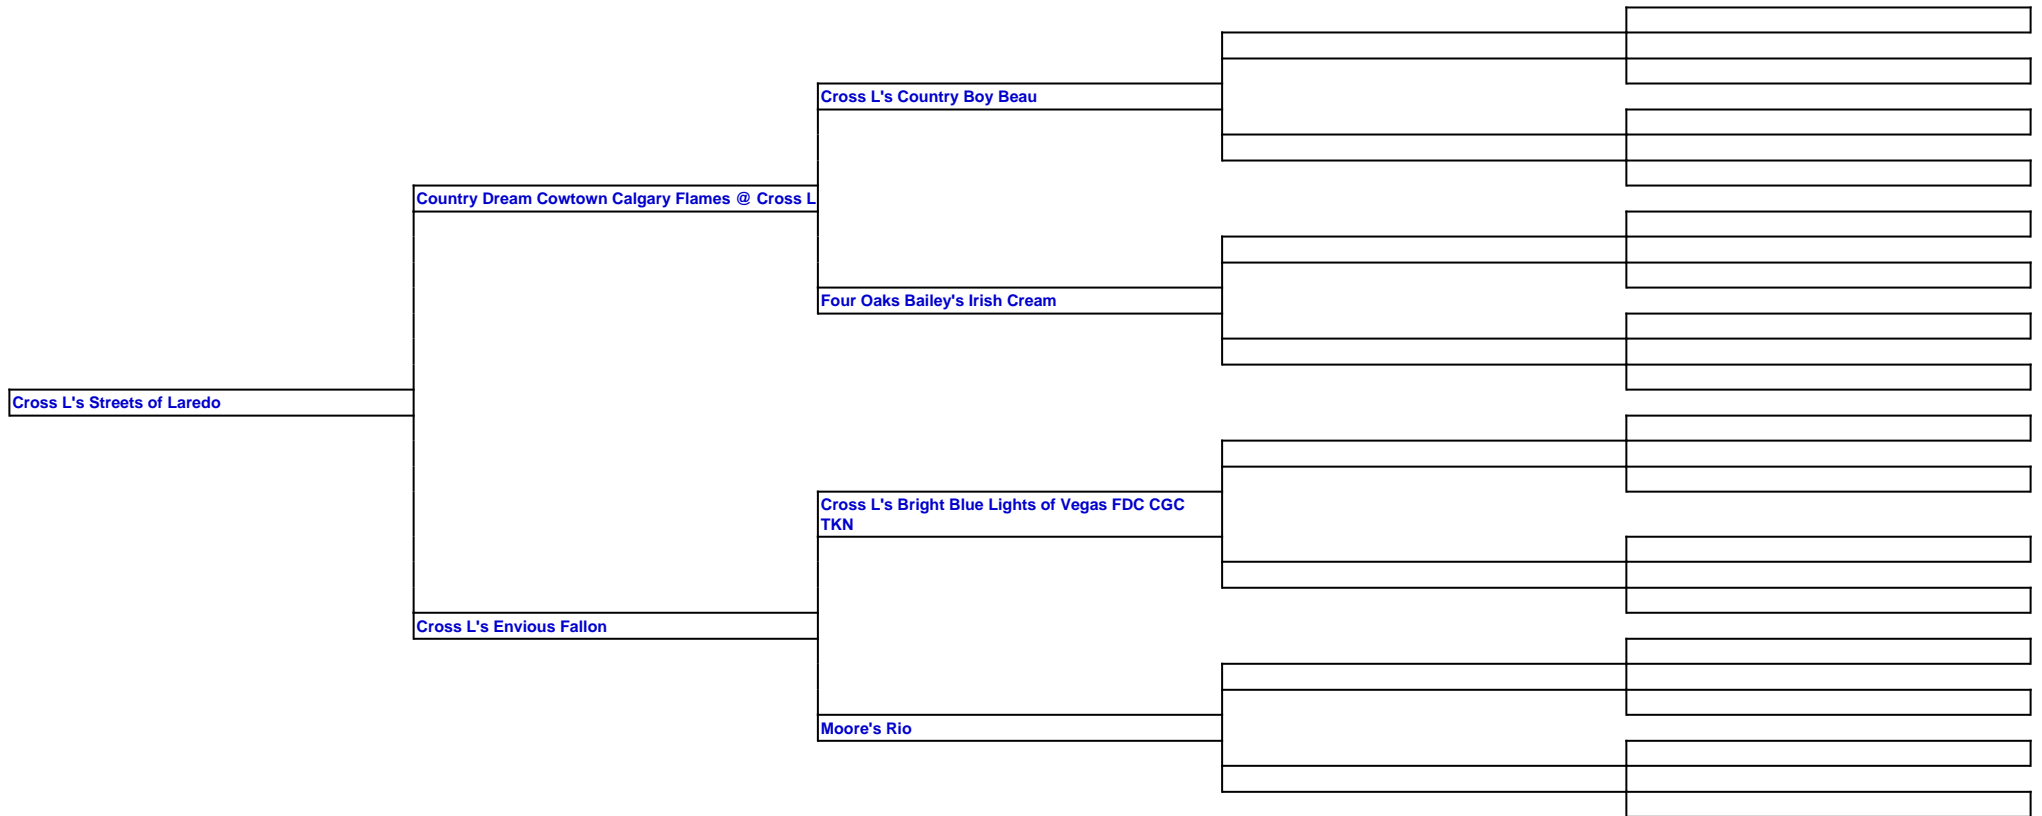 Cross L's Country Boy Beau
Country Dream Cowtown Calgary Flames @ Cross L
Four Oaks Bailey's Irish Cream
Cross L's Streets of Laredo
Cross L's Bright Blue Lights of Vegas FDC CGC
TKN
Cross L's Envious Fallon
Moore's Rio